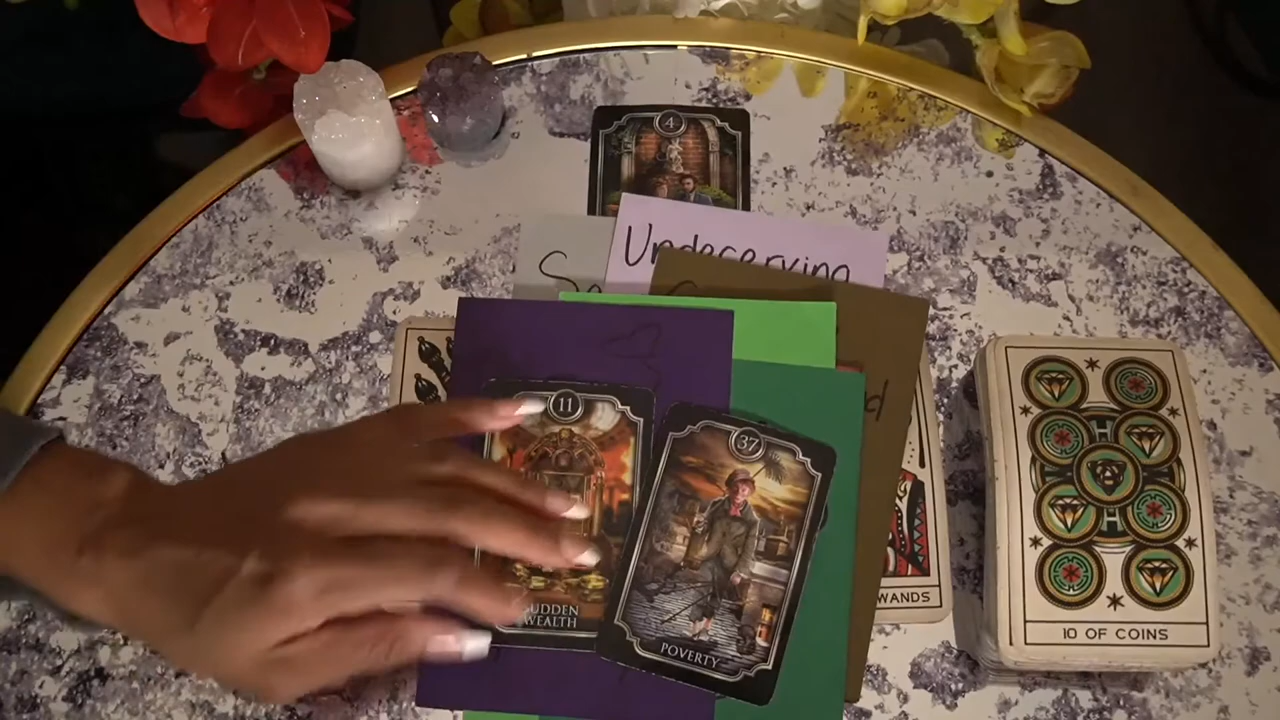 4
Undeserving
11
37
SUDDEN
WEALTH
POVERTY
WANDS
10 OF COINS